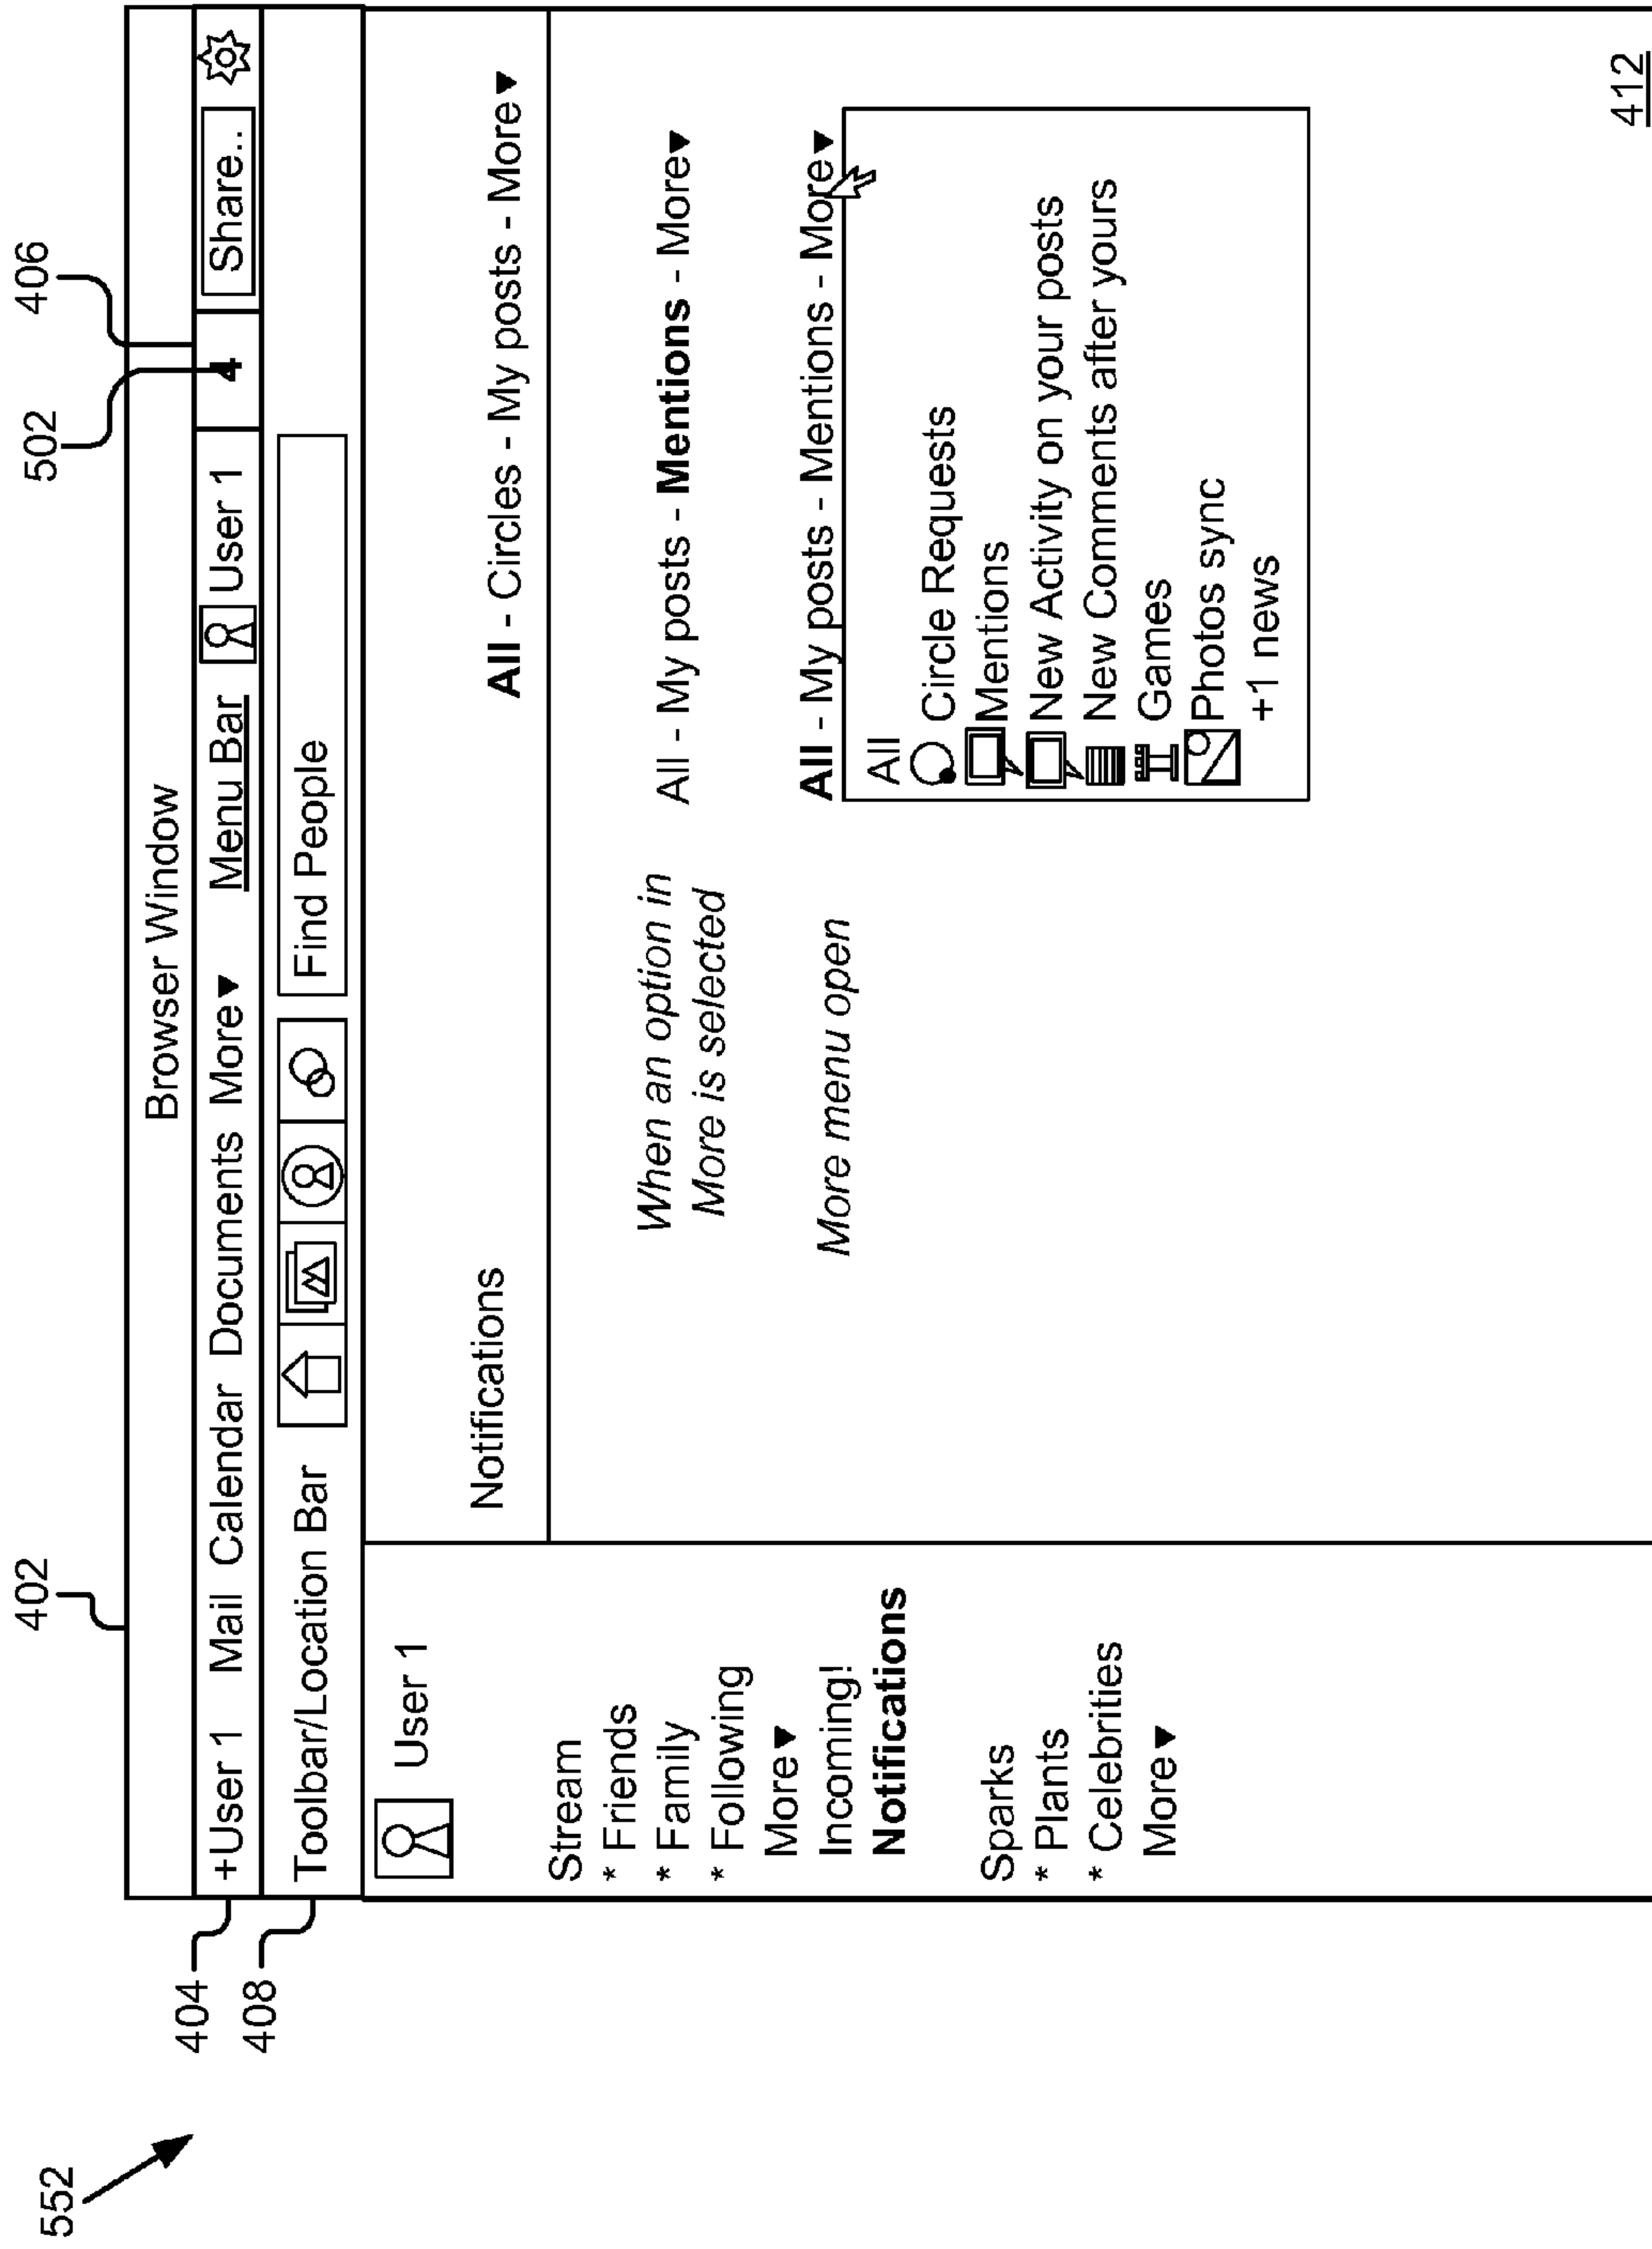 552
402
502
406
404
408
Browser Window
+User 1 Mail Calendar Documents More▼ Menu Bar User 1 4 Share..
Toolbar/Location Bar Find People
User 1
Stream
* Friends
* Family
* Following
More▼
Incoming!
Notifications
Sparks
* Plants
* Celebrities
More▼
Notifications
All - Circles - My posts - More▼
When an option in
More is selected
All - My posts - Mentions - More▼
More menu open
All - My posts - Mentions - More▼
All
Circle Requests
Mentions
New Activity on your posts
New Comments after yours
Games
Photos sync
+1 news
412